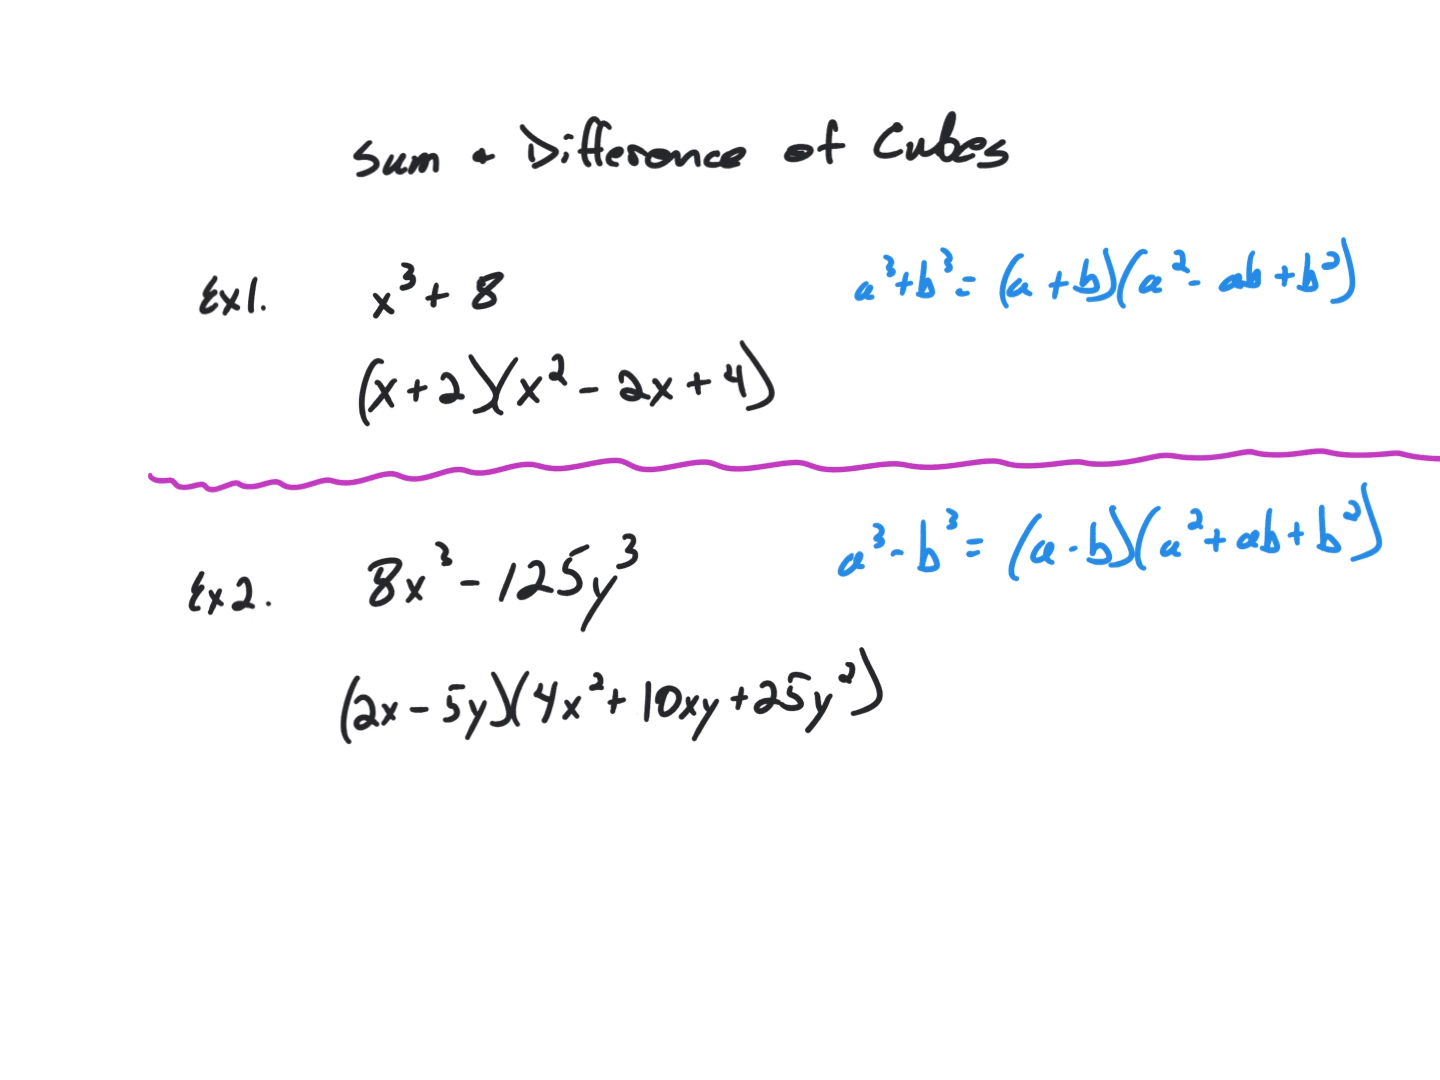 Sum & Difference of Cubes
Ex1. x³ + 8
a³+b³ = (a+b)(a² - ab + b²)
(x + 2)(x² - 2x + 4)
Ex2. 8x³ - 125y³
a³ - b³ = (a - b)(a² + ab + b²)
(2x - 5y)(4x² + 10xy + 25y²)